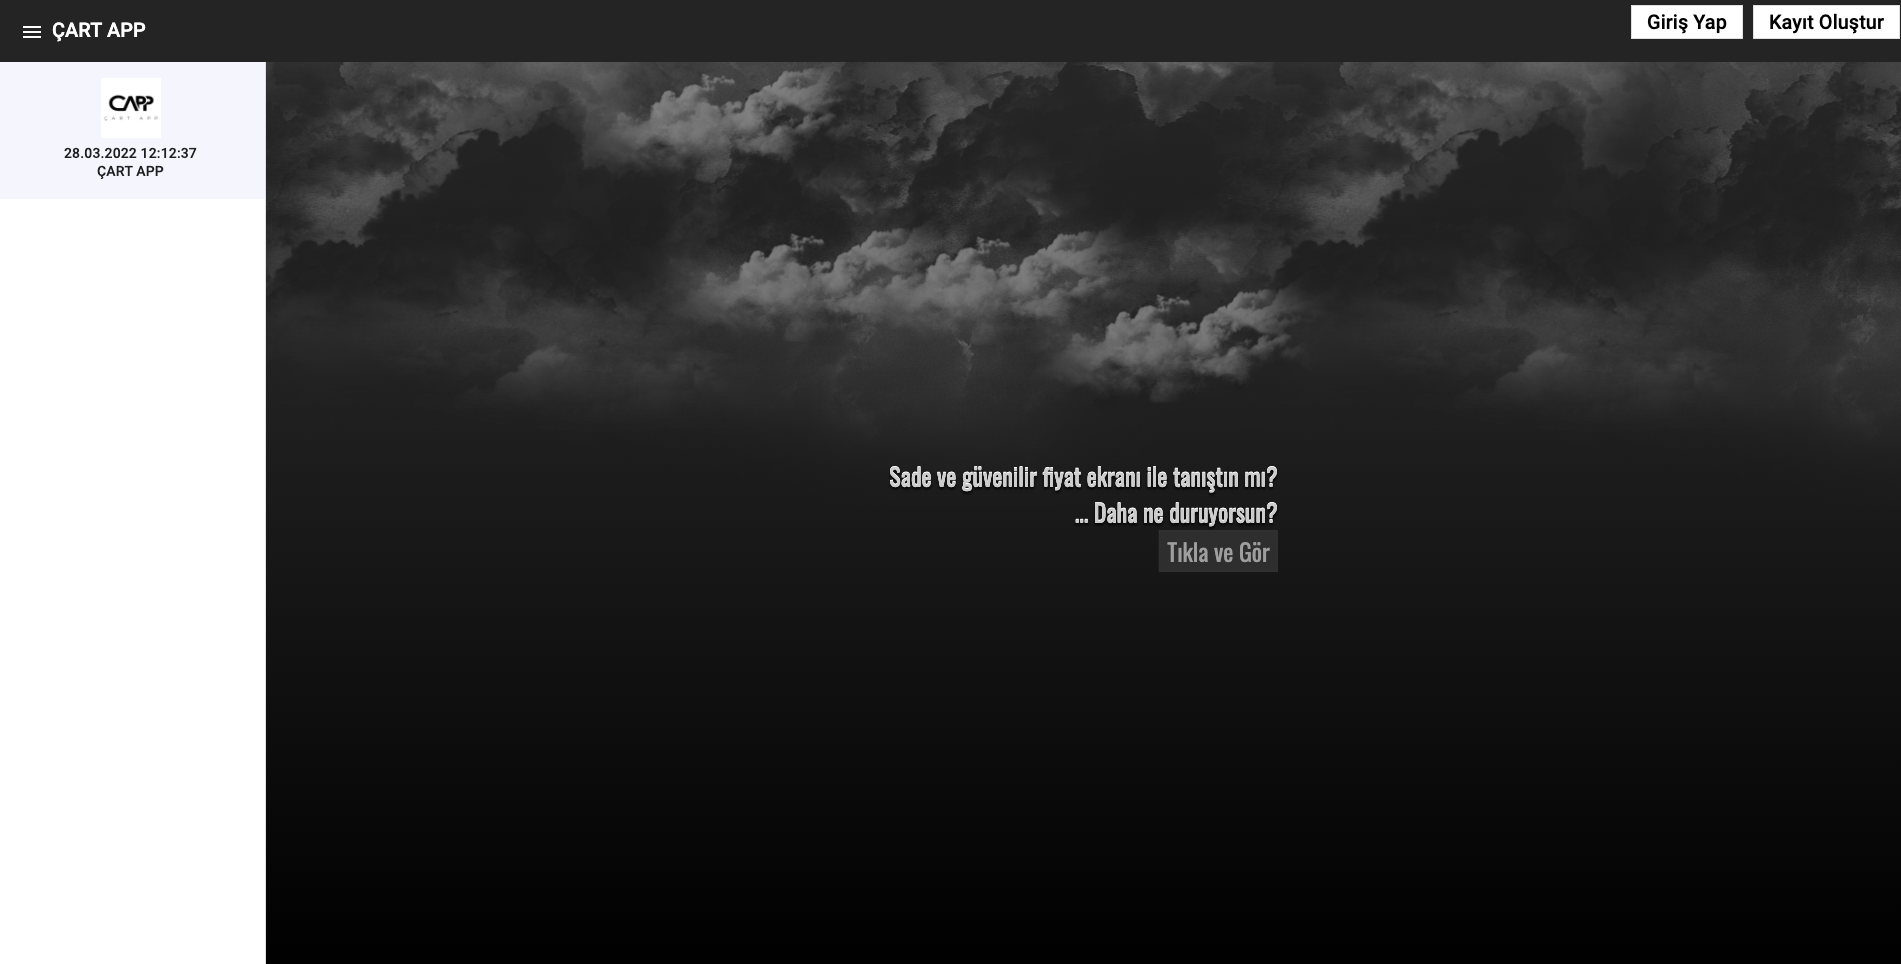 ÇART APP
Giriş Yap
Kayıt Oluştur
CAPP
ÇART APP
28.03.2022 12:12:37
ÇART APP
Sade ve güvenilir fiyat ekranı ile tanıştın mı?
... Daha ne duruyorsun?
Tıkla ve Gör